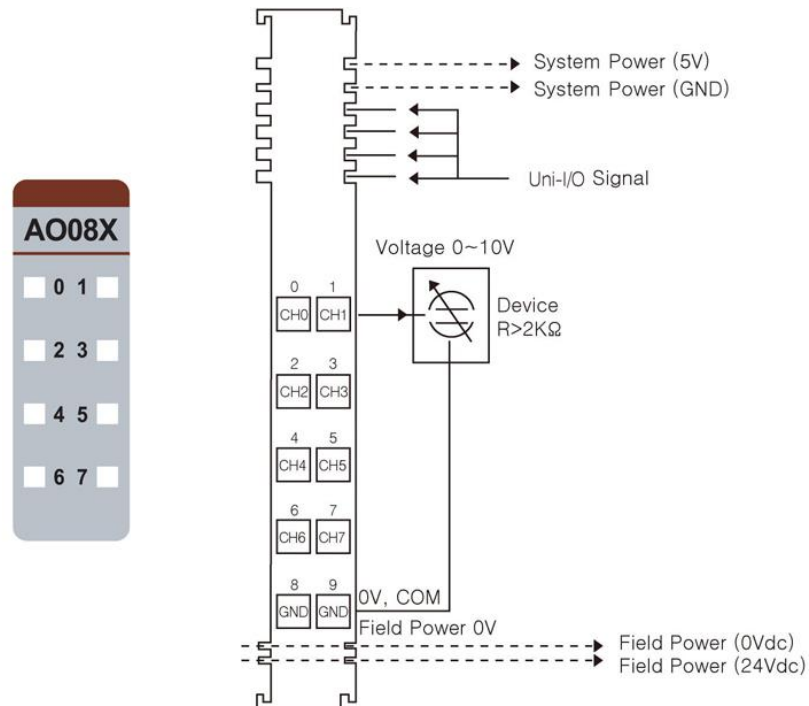 System Power (5V)
System Power (GND)
Uni-I/O Signal
AO08X
0 1
2 3
4 5
6 7
Voltage 0~10V
Device
R>2KΩ
0 1
CH0 CH1
2 3
CH2 CH3
4 5
CH4 CH5
6 7
CH6 CH7
8 9
GND GND
0V, COM
Field Power 0V
Field Power (0Vdc)
Field Power (24Vdc)